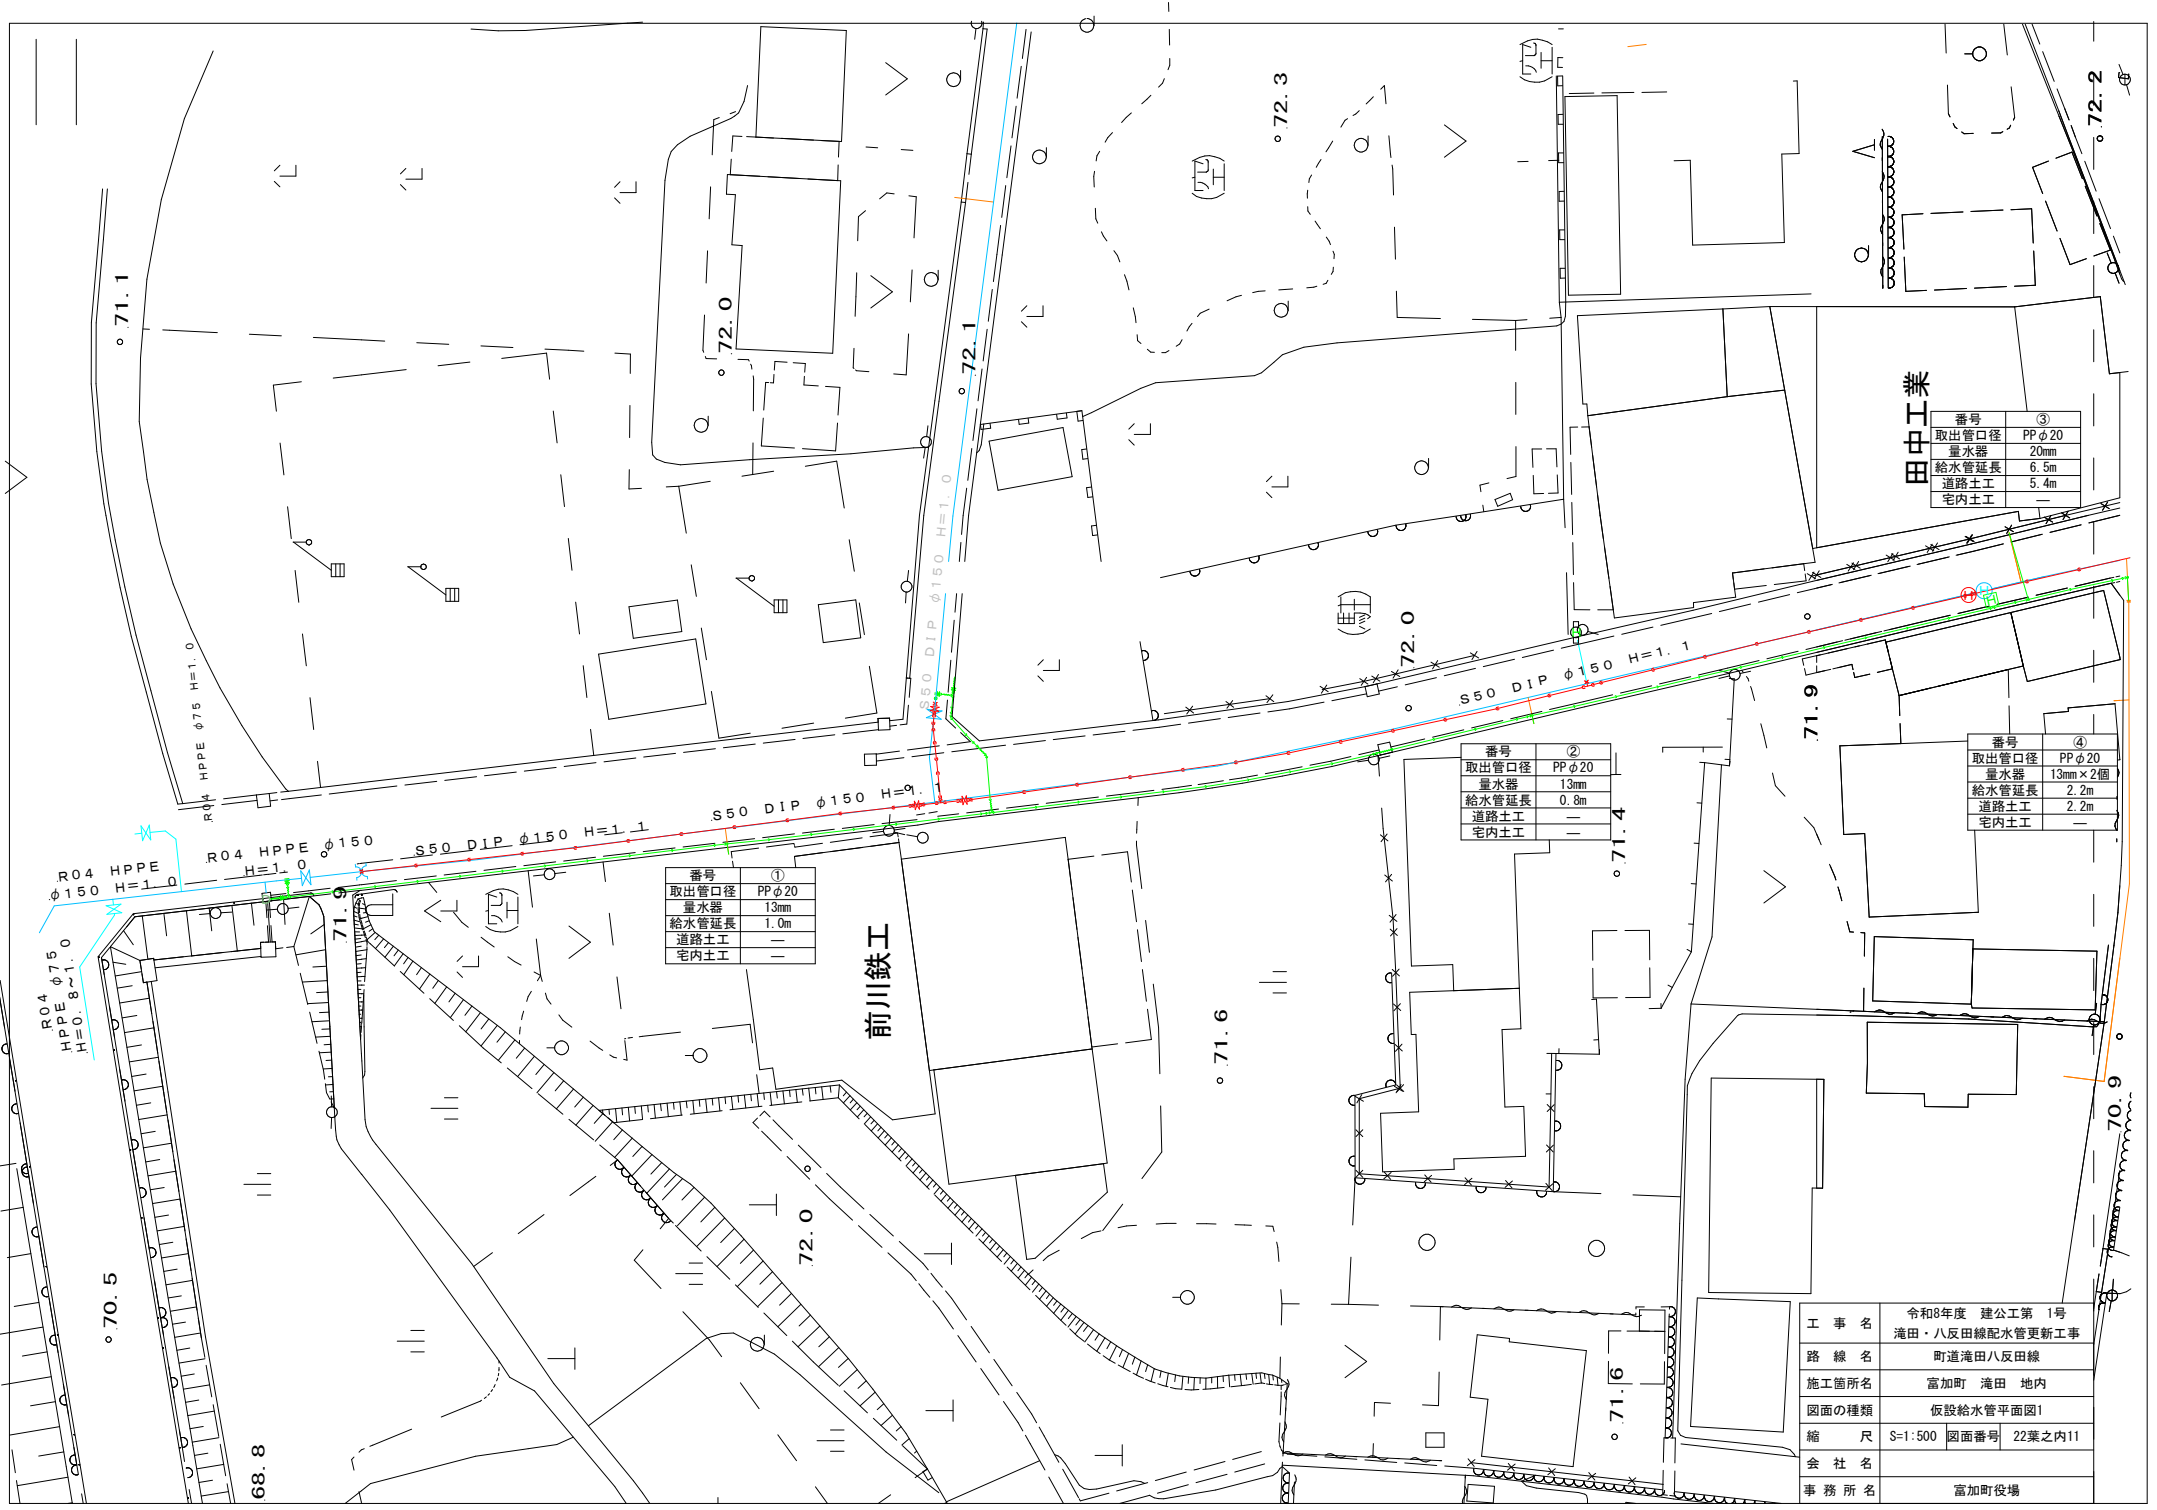 72.3
(空)
72.2
(空)
71.1
72.0
72.1
田中工業
番号 ③
取出管口径 PPφ20
量水器 20mm
給水管延長 6.5m
道路土工 5.4m
宅内土工 ―
S50 DIP φ150 H=1.0
R04 HPPE φ75 H=1.0
72.0
S50 DIP φ150 H=1.1
71.9
番号 ②
取出管口径 PPφ20
量水器 13mm
給水管延長 0.8m
道路土工 ―
宅内土工 ―
番号 ④
取出管口径 PPφ20
量水器 13mm×2個
給水管延長 2.2m
道路土工 2.2m
宅内土工 ―
S50 DIP φ150 H=1.1
S50 DIP φ150 H=1.1
R04 HPPE φ150
H=1.0
R04 HPPE
φ150 H=1.0
71.4
番号 ①
取出管口径 PPφ20
量水器 13mm
給水管延長 1.0m
道路土工 ―
宅内土工 ―
71.9
(空)
前川鉄工
R04
HPPE φ75
H=0.8~1.0
71.6
70.9
72.0
70.5
71.6
68.8
工事名 令和8年度 建公工第 1号
滝田・八反田線配水管更新工事
路線名 町道滝田八反田線
施工箇所名 富加町 滝田 地内
図面の種類 仮設給水管平面図1
縮尺 S=1:500 図面番号 22葉之内11
会社名
事務所名 富加町役場